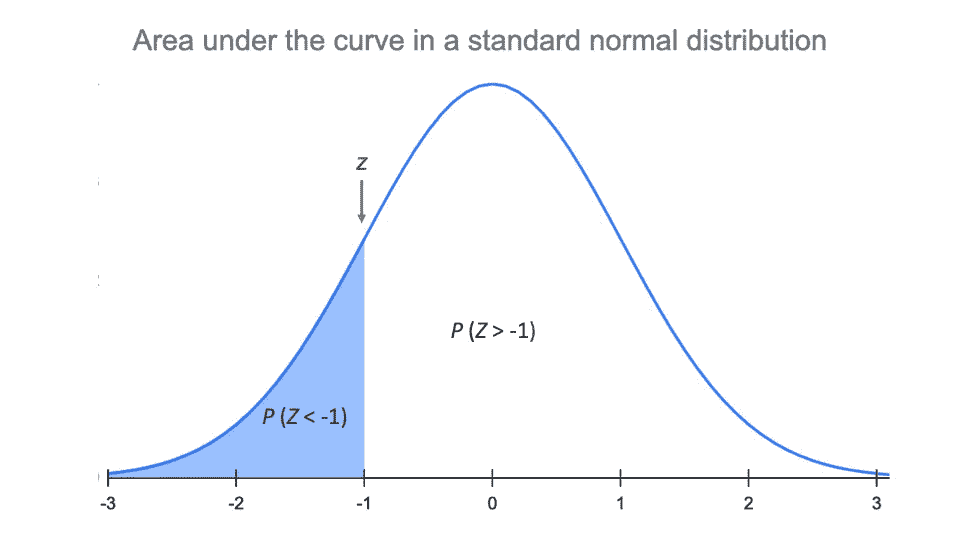 Area under the curve in a standard normal distribution
z
P (Z > -1)
P (Z < -1)
-3 -2 -1 0 1 2 3